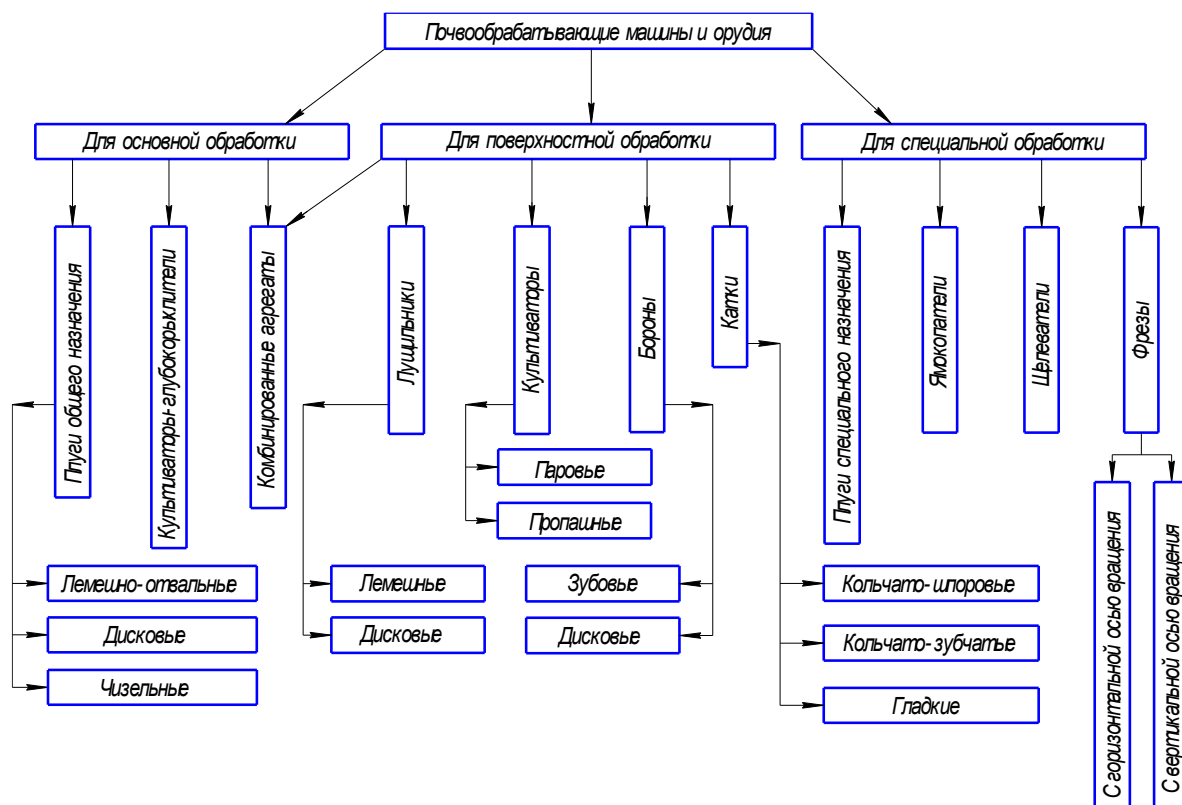 Почвообрабатывающие машины и орудия
Для основной обработки
Для поверхностной обработки
Для специальной обработки
Плуги общего назначения
Культиваторы-глубокорыклители
Комбинированные агрегаты
Лущильники
Культиваторы
Бороны
Катки
Плуги специального назначения
Ямокопатели
Щелеватели
Фрезы
Паровые
Пропашные
Лемешно-отвальные
Дисковые
Чизельные
Лемешные
Дисковые
Зубовые
Дисковые
Кольчато-шпоровые
Кольчато-зубчатые
Гладкие
С горизонтальной осью вращения
С вертикальной осью вращения